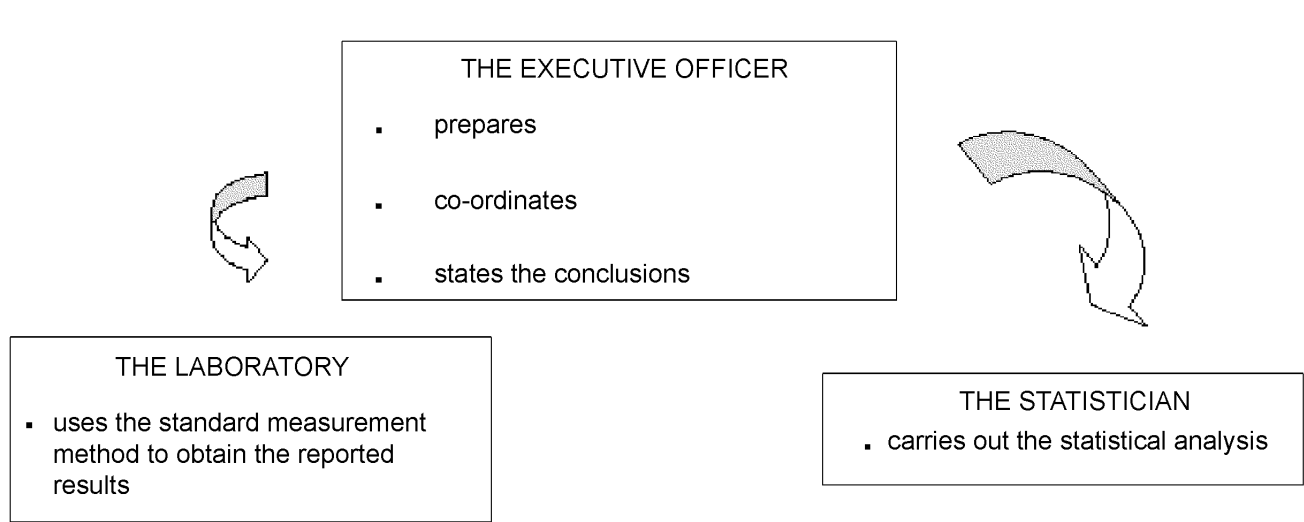 THE EXECUTIVE OFFICER
▪ prepares
▪ co-ordinates
▪ states the conclusions
THE LABORATORY
▪ uses the standard measurement
method to obtain the reported
results
THE STATISTICIAN
▪ carries out the statistical analysis